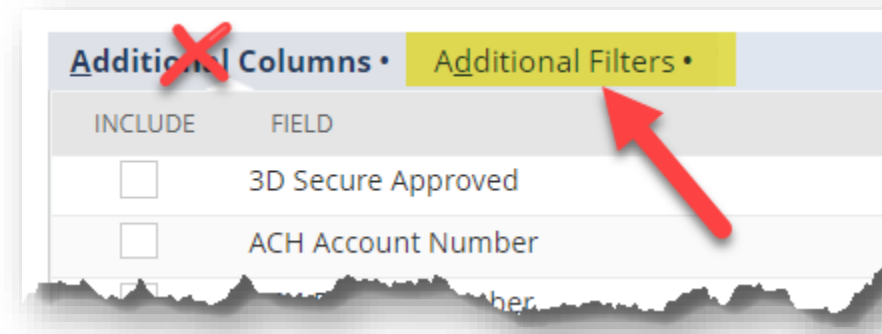 Additional Columns • Additional Filters •
INCLUDE FIELD
3D Secure Approved
ACH Account Number